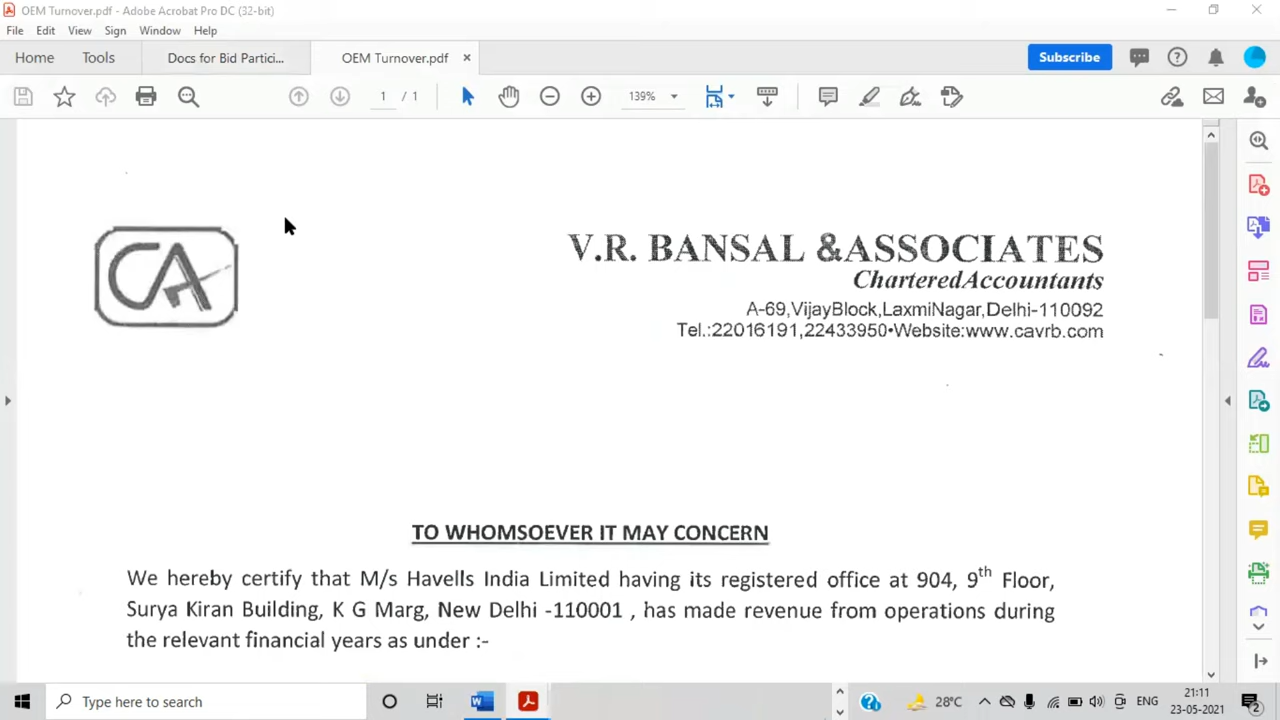 OEM Turnover.pdf - Adobe Acrobat Pro DC (32-bit)
File Edit View Sign Window Help
Home Tools Docs for Bid Partici... OEM Turnover.pdf × Subscribe
1 / 1 139%
CA
V.R. BANSAL &ASSOCIATES
CharteredAccountants
A-69,VijayBlock,LaxmiNagar,Delhi-110092
Tel.:22016191,22433950•Website:www.cavrb.com
TO WHOMSOEVER IT MAY CONCERN
We hereby certify that M/s Havells India Limited having its registered office at 904, 9th Floor,
Surya Kiran Building, K G Marg, New Delhi -110001 , has made revenue from operations during
the relevant financial years as under :-
Type here to search 28°C ENG 21:11
23-05-2021 2